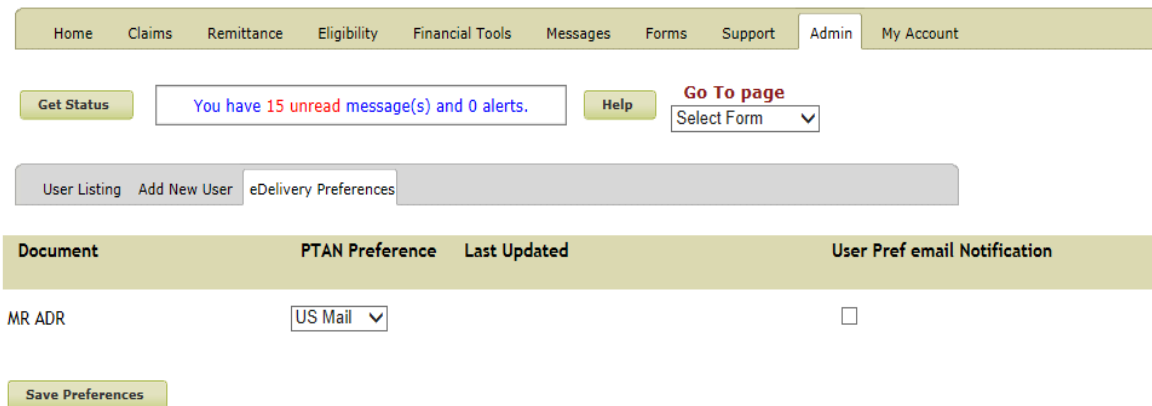 Home Claims Remittance Eligibility Financial Tools Messages Forms Support Admin My Account
Go To page
Get Status You have 15 unread message(s) and 0 alerts. Help Select Form
User Listing Add New User eDelivery Preferences
Document PTAN Preference Last Updated User Pref email Notification
MR ADR US Mail
Save Preferences